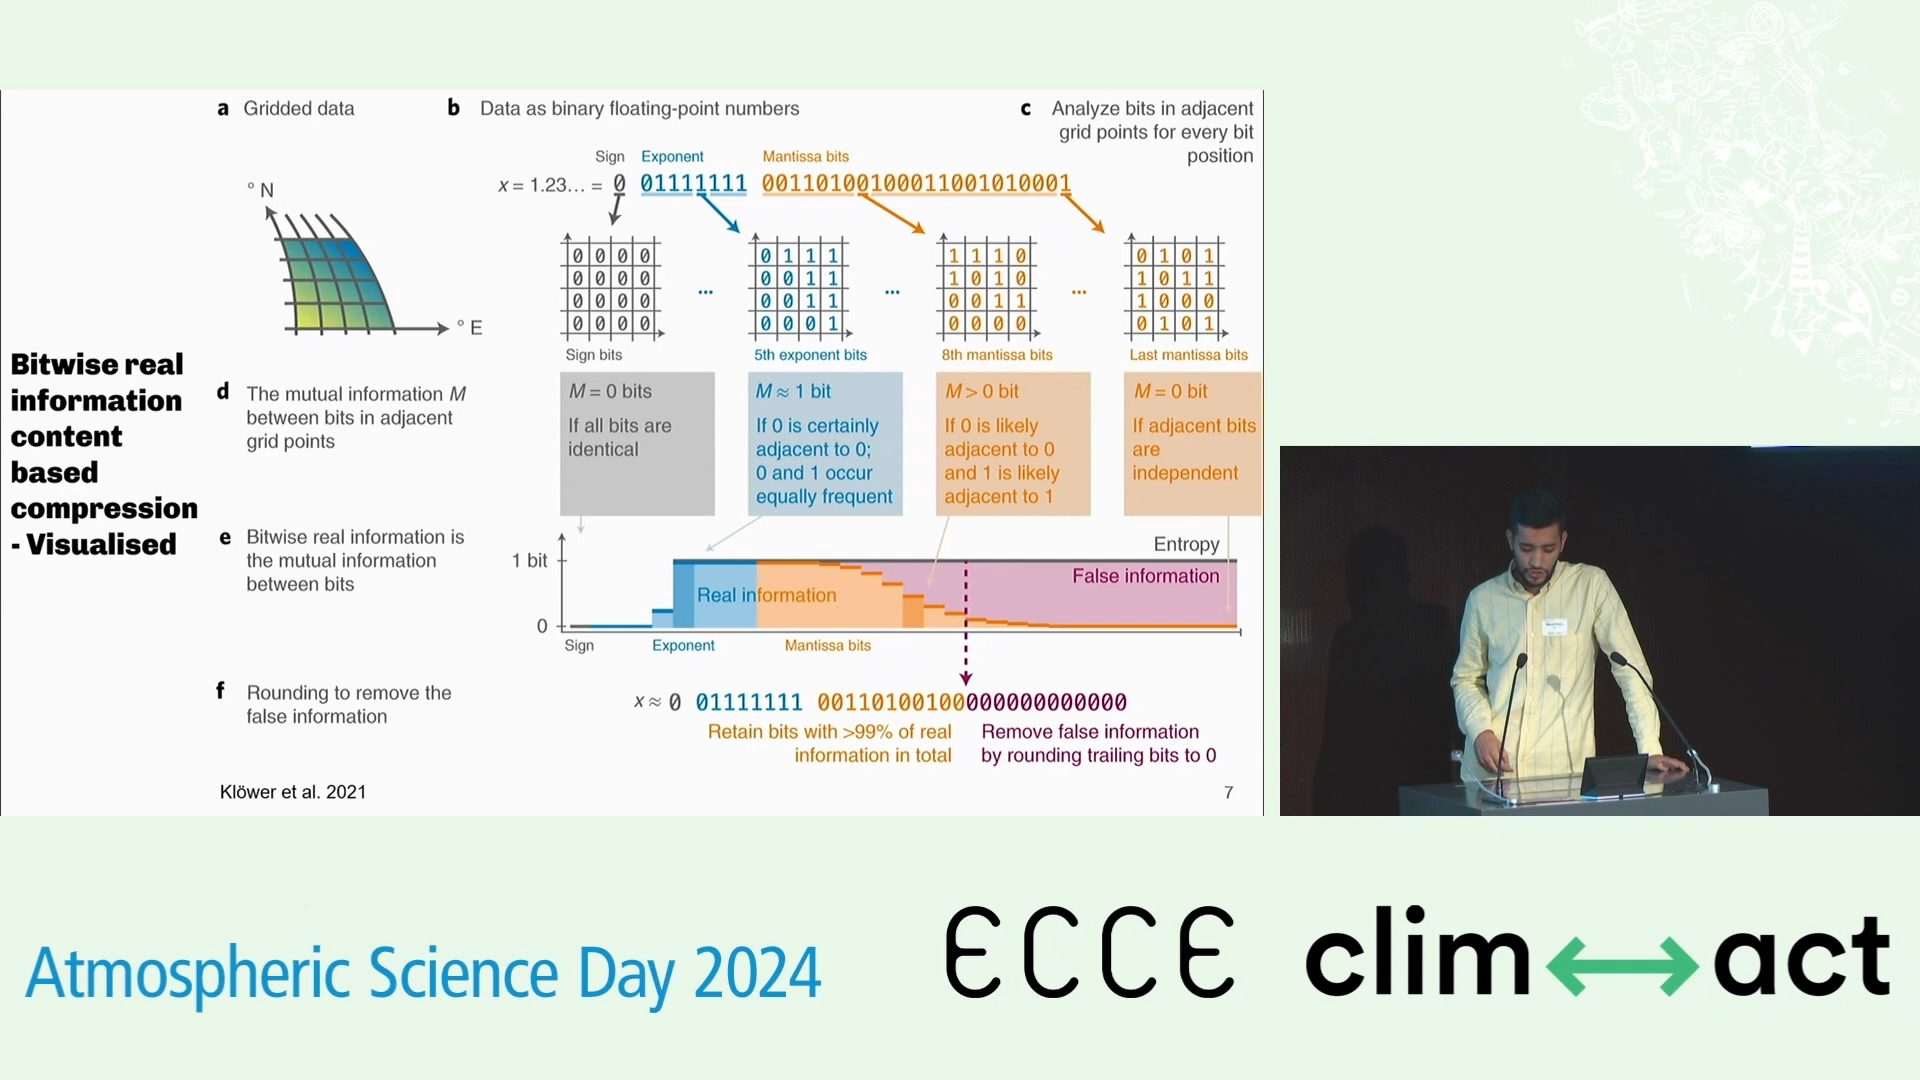 a Gridded data
b Data as binary floating-point numbers
c Analyze bits in adjacent
grid points for every bit
position
Sign Exponent Mantissa bits
x = 1.23… = 0 01111111 00110100100011001010001
° N
° E
0 0 0 0
0 0 0 0
0 0 0 0
0 0 0 0
Sign bits
...
0 1 1 1
0 0 1 1
0 0 1 1
0 0 0 1
5th exponent bits
...
1 1 1 0
1 0 1 0
0 0 1 1
0 0 0 0
8th mantissa bits
...
0 1 0 1
1 0 1 1
1 0 0 0
0 1 0 1
Last mantissa bits
Bitwise real
information
content
based
compression
- Visualised
d The mutual information M
between bits in adjacent
grid points
M = 0 bits
If all bits are
identical
M ≈ 1 bit
If 0 is certainly
adjacent to 0;
0 and 1 occur
equally frequent
M > 0 bit
If 0 is likely
adjacent to 0
and 1 is likely
adjacent to 1
M = 0 bit
If adjacent bits
are
independent
e Bitwise real information is
the mutual information
between bits
1 bit
0
Entropy
False information
Real information
Sign Exponent Mantissa bits
f Rounding to remove the
false information
x ≈ 0 01111111 00110100100000000000000
Retain bits with >99% of real
information in total
Remove false information
by rounding trailing bits to 0
Klöwer et al. 2021
7
Atmospheric Science Day 2024
ECCE
clim act